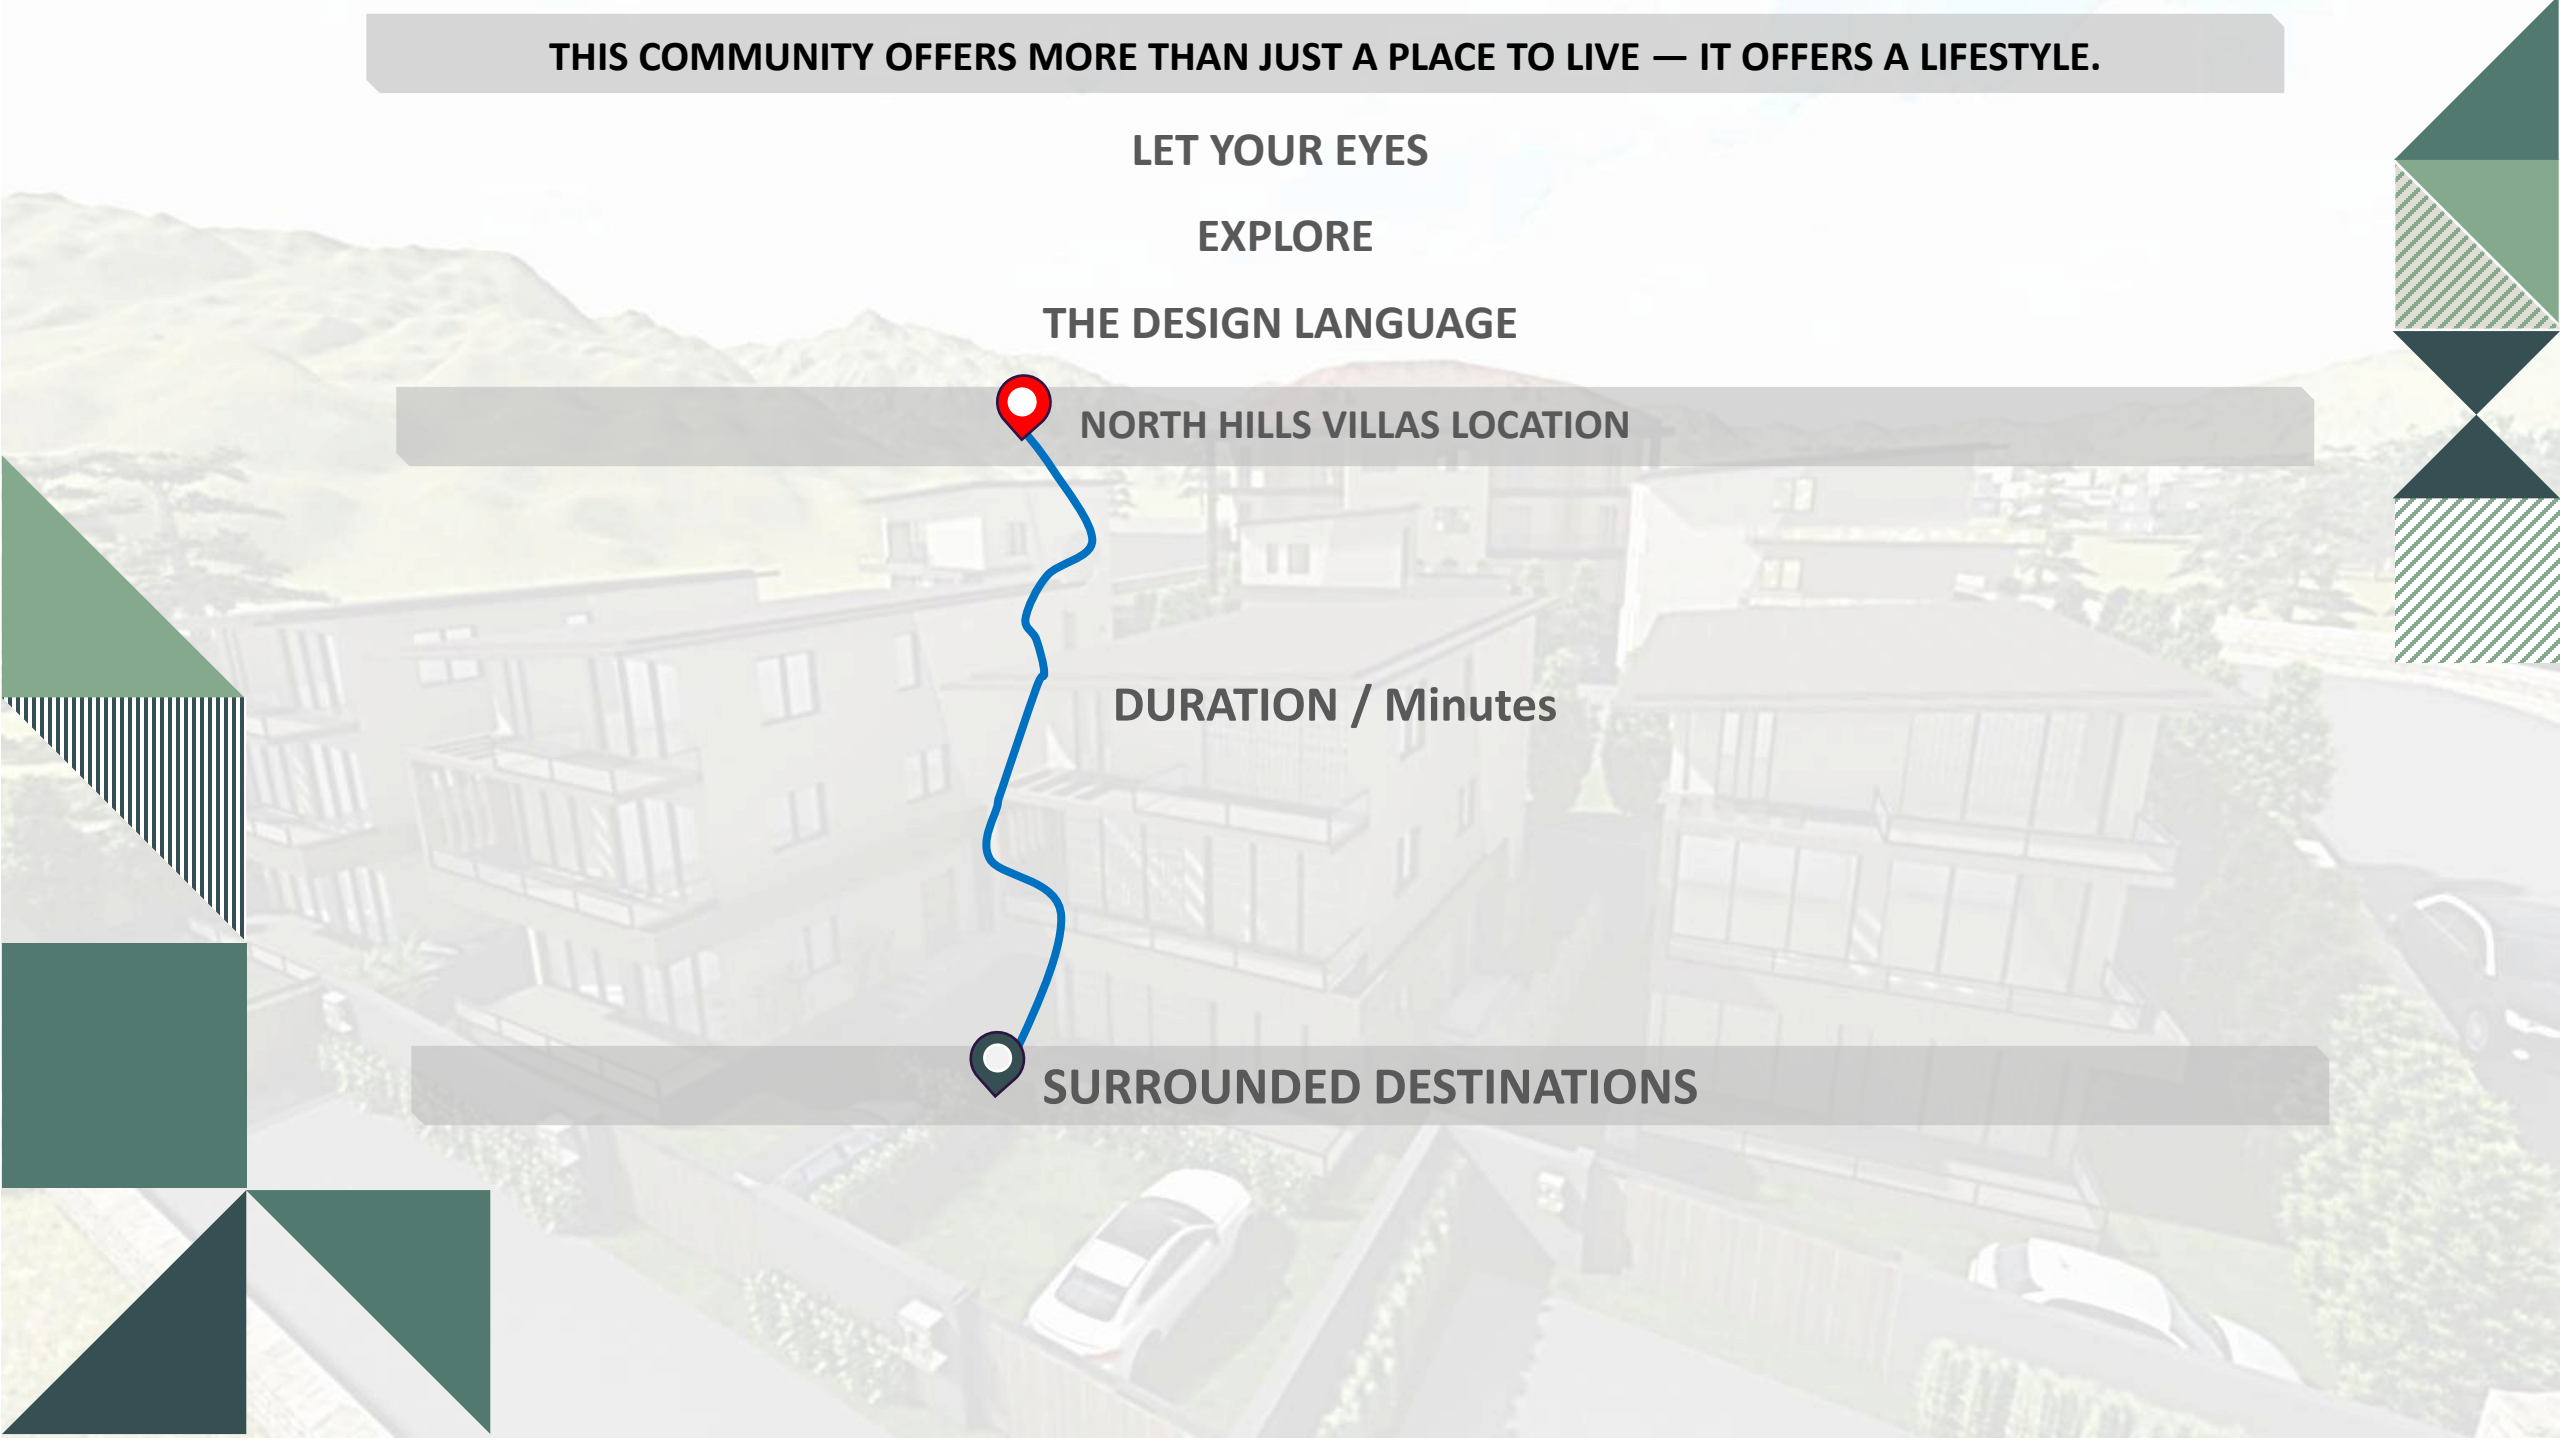 THIS COMMUNITY OFFERS MORE THAN JUST A PLACE TO LIVE — IT OFFERS A LIFESTYLE.
LET YOUR EYES
EXPLORE
THE DESIGN LANGUAGE
NORTH HILLS VILLAS LOCATION
DURATION / Minutes
SURROUNDED DESTINATIONS